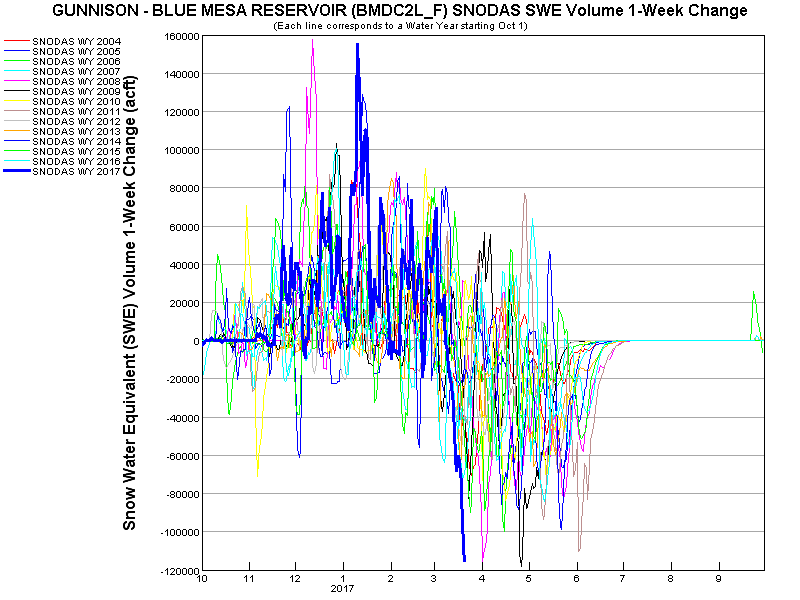 GUNNISON - BLUE MESA RESERVOIR (BMDC2L_F) SNODAS SWE Volume 1-Week Change
(Each line corresponds to a Water Year starting Oct 1)
SNODAS WY 2004
SNODAS WY 2005
SNODAS WY 2006
SNODAS WY 2007
SNODAS WY 2008
SNODAS WY 2009
SNODAS WY 2010
SNODAS WY 2011
SNODAS WY 2012
SNODAS WY 2013
SNODAS WY 2014
SNODAS WY 2015
SNODAS WY 2016
SNODAS WY 2017
Snow Water Equivalent (SWE) Volume 1-Week Change (acft)
160000
140000
120000
100000
80000
60000
40000
20000
0
-20000
-40000
-60000
-80000
-100000
-120000
10 11 12 1 2 3 4 5 6 7 8 9
2017